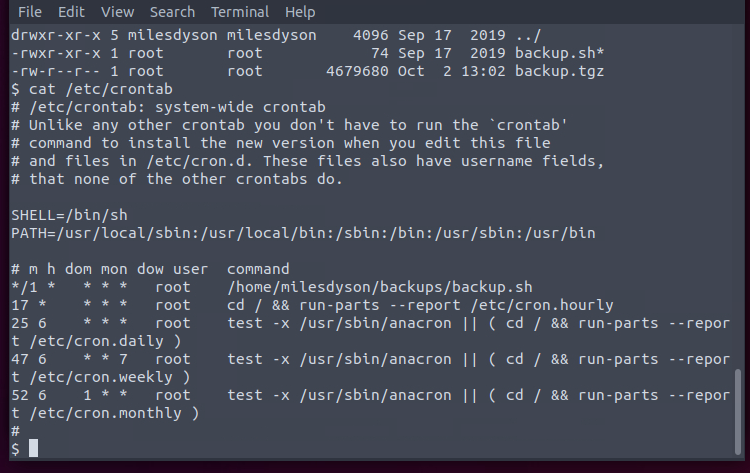 File Edit View Search Terminal Help
drwxr-xr-x 5 milesdyson milesdyson    4096 Sep 17  2019 ../
-rwxr-xr-x 1 root       root            74 Sep 17  2019 backup.sh*
-rw-r--r-- 1 root       root       4679680 Oct  2 13:02 backup.tgz
$ cat /etc/crontab
# /etc/crontab: system-wide crontab
# Unlike any other crontab you don't have to run the `crontab'
# command to install the new version when you edit this file
# and files in /etc/cron.d. These files also have username fields,
# that none of the other crontabs do.

SHELL=/bin/sh
PATH=/usr/local/sbin:/usr/local/bin:/sbin:/bin:/usr/sbin:/usr/bin

# m h dom mon dow user  command
*/1 *   * * *   root    /home/milesdyson/backups/backup.sh
17 *    * * *   root    cd / && run-parts --report /etc/cron.hourly
25 6    * * *   root    test -x /usr/sbin/anacron || ( cd / && run-parts --repor
t /etc/cron.daily )
47 6    * * 7   root    test -x /usr/sbin/anacron || ( cd / && run-parts --repor
t /etc/cron.weekly )
52 6    1 * *   root    test -x /usr/sbin/anacron || ( cd / && run-parts --repor
t /etc/cron.monthly )
#
$